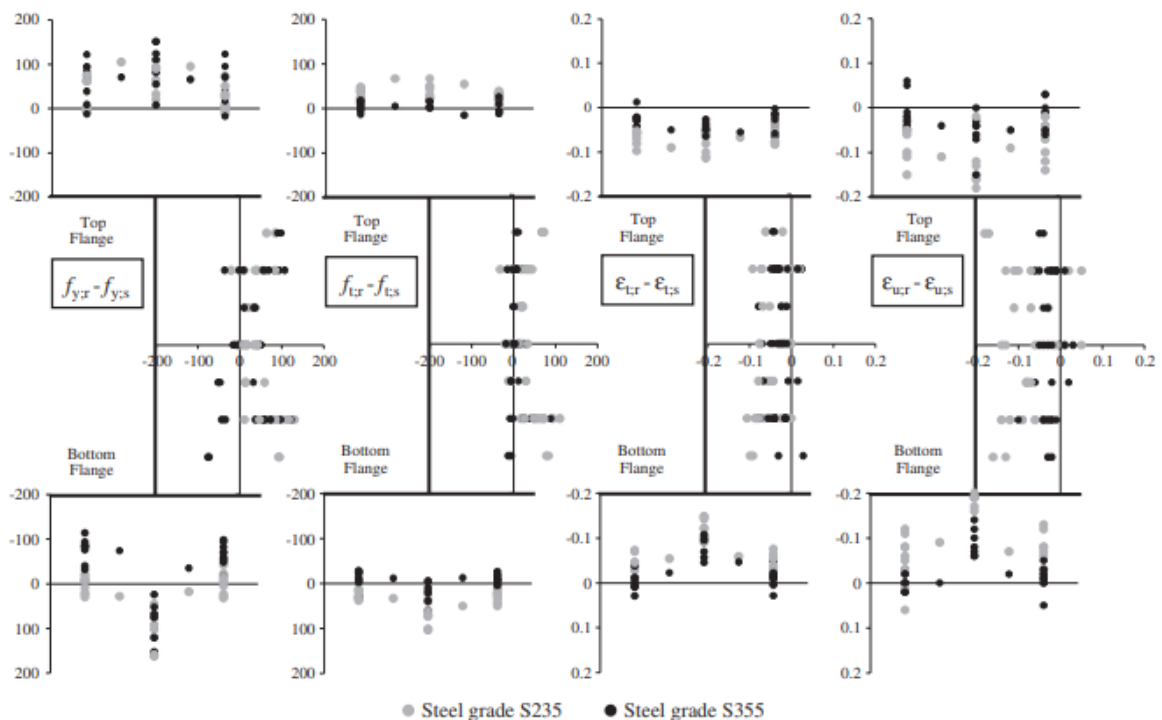 200 200 0.2 0.2
100 100 0.1 0.1
0 0 0 0
-100 -100 -0.1 -0.1
-200 -200 -0.2 -0.2
Top Flange Top Flange Top Flange Top Flange
f_y;r - f_y;s f_t;r - f_t;s ε_t;r - ε_t;s ε_u;r - ε_u;s
-200 -100 0 100 200 -100 0 100 200 -0.2 -0.1 0 0.1 0.2 -0.2 -0.1 0 0.1 0.2
Bottom Flange Bottom Flange Bottom Flange Bottom Flange
-200 -200 -0.2 -0.2
-100 -100 -0.1 -0.1
0 0 0 0
100 100 0.1 0.1
200 200 0.2 0.2
Steel grade S235 Steel grade S355